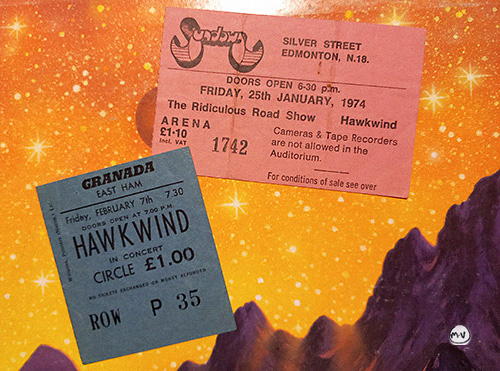 Sundown
SILVER STREET
EDMONTON, N.18.
DOORS OPEN 6-30 p.m.
FRIDAY, 25th JANUARY, 1974
The Ridiculous Road Show Hawkwind
ARENA
£1·10
Incl. VAT
1742
Cameras & Tape Recorders
are not allowed in the
Auditorium.
For conditions of sale see over
GRANADA
EAST HAM
Friday, FEBRUARY 7th 7.30
DOORS OPEN AT 7.00 P.M.
HAWKWIND
IN CONCERT
CIRCLE £1.00
NO TICKETS EXCHANGED OR MONEY REFUNDED
ROW P 35